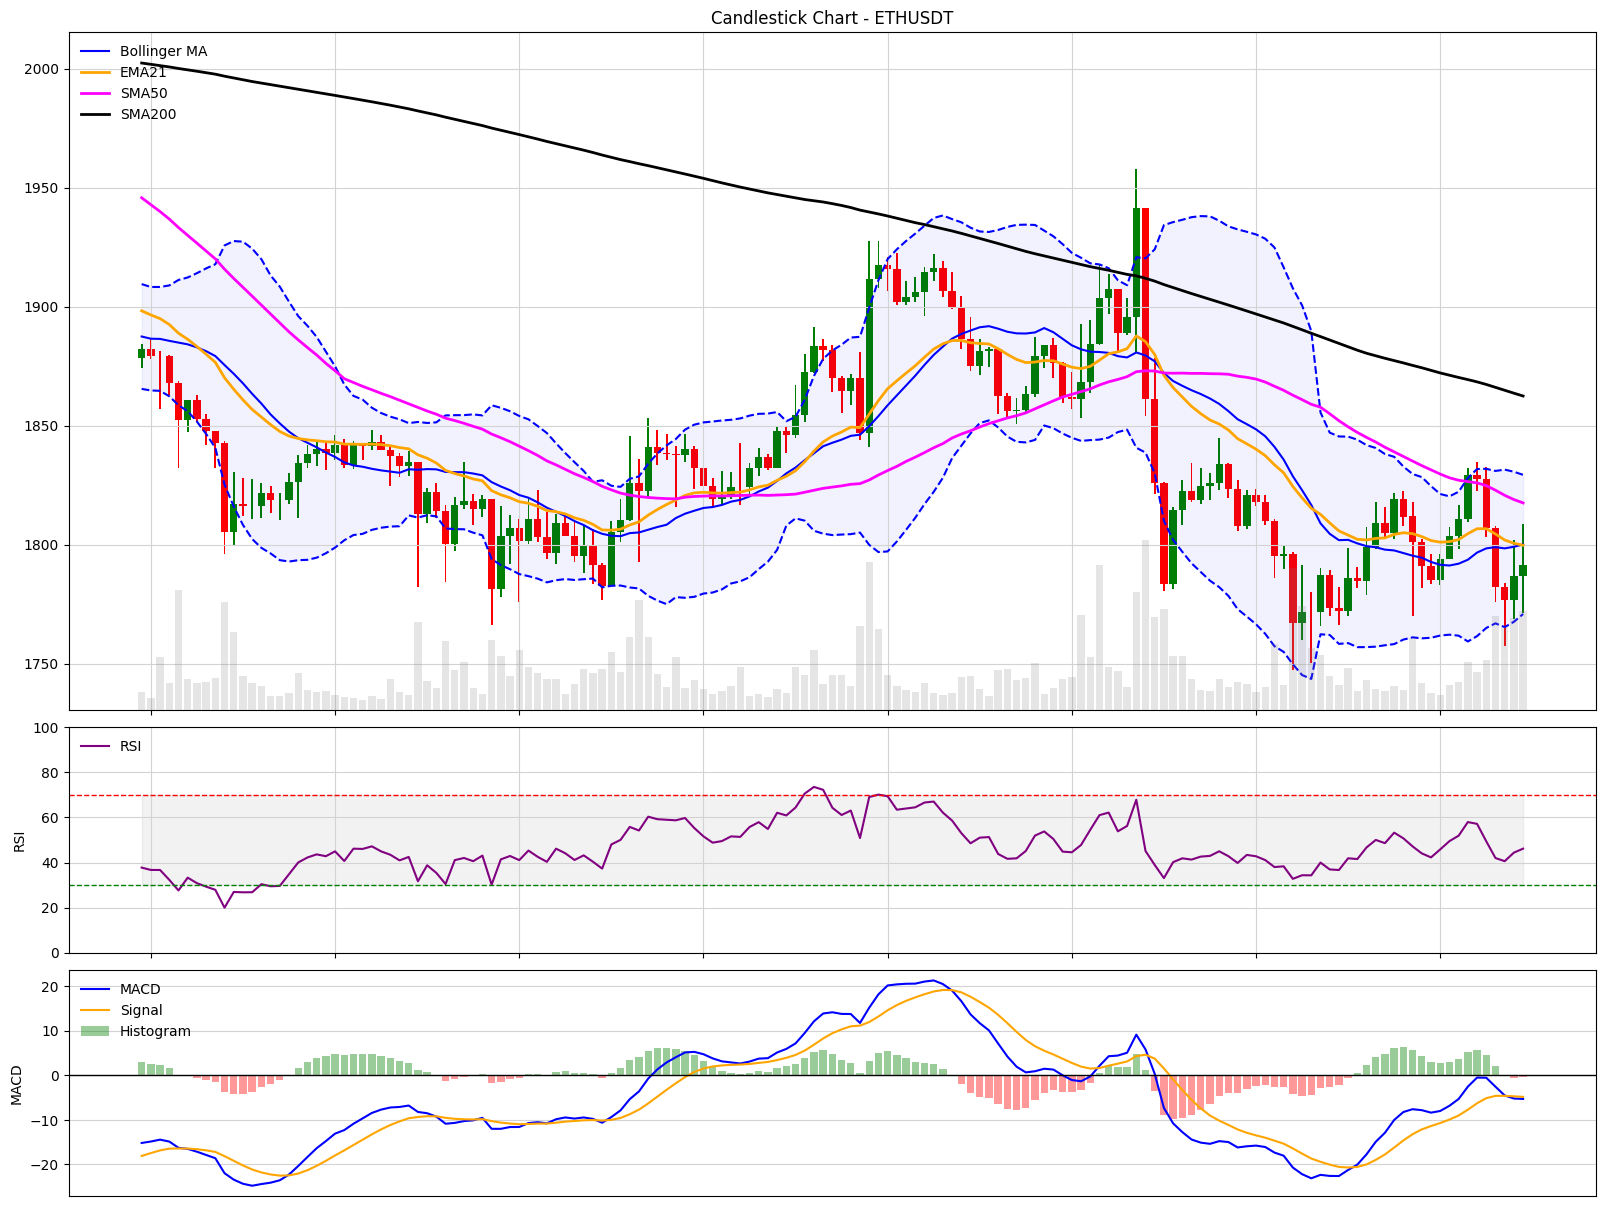 Candlestick Chart - ETHUSDT
Bollinger MA
EMA21
SMA50
SMA200
2000
1950
1900
1850
1800
1750
RSI
100
80
60
40
20
0
RSI
MACD
Signal
Histogram
20
10
0
−10
−20
MACD